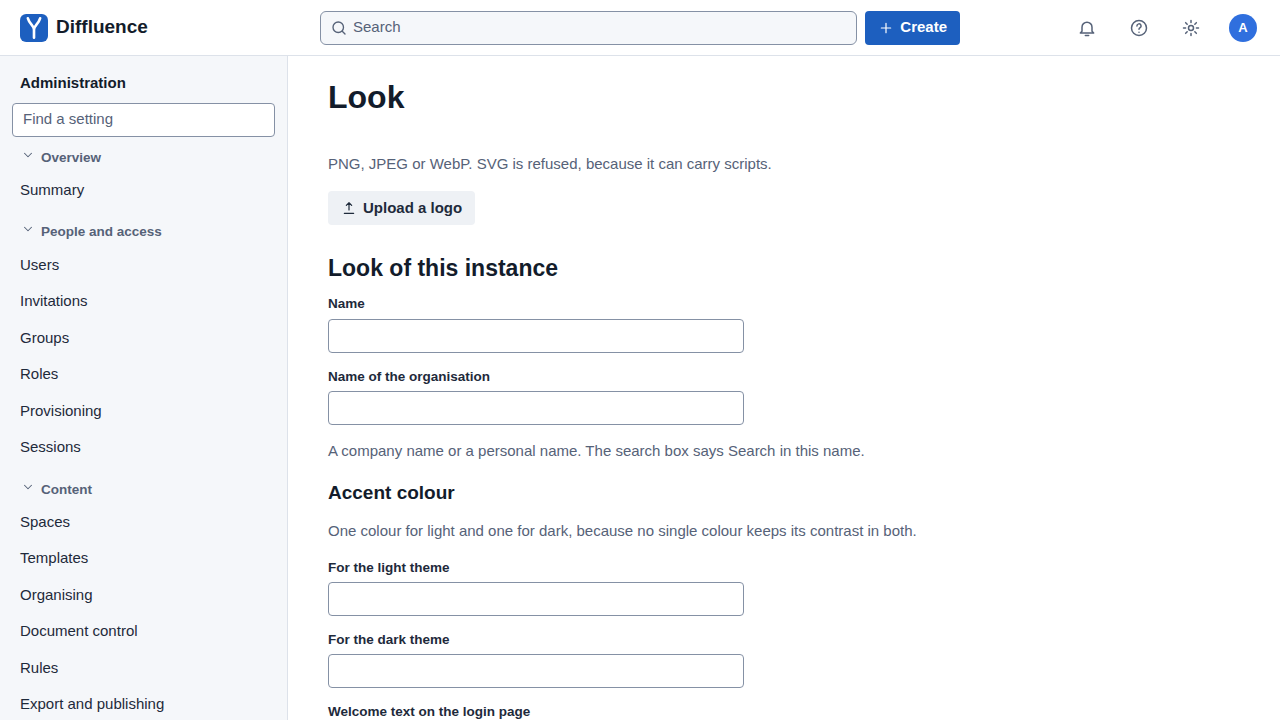 Diffluence
Search
Create
A
Administration
Find a setting
Overview
Summary
People and access
Users
Invitations
Groups
Roles
Provisioning
Sessions
Content
Spaces
Templates
Organising
Document control
Rules
Export and publishing
Look
PNG, JPEG or WebP. SVG is refused, because it can carry scripts.
Upload a logo
Look of this instance
Name
Name of the organisation
A company name or a personal name. The search box says Search in this name.
Accent colour
One colour for light and one for dark, because no single colour keeps its contrast in both.
For the light theme
For the dark theme
Welcome text on the login page